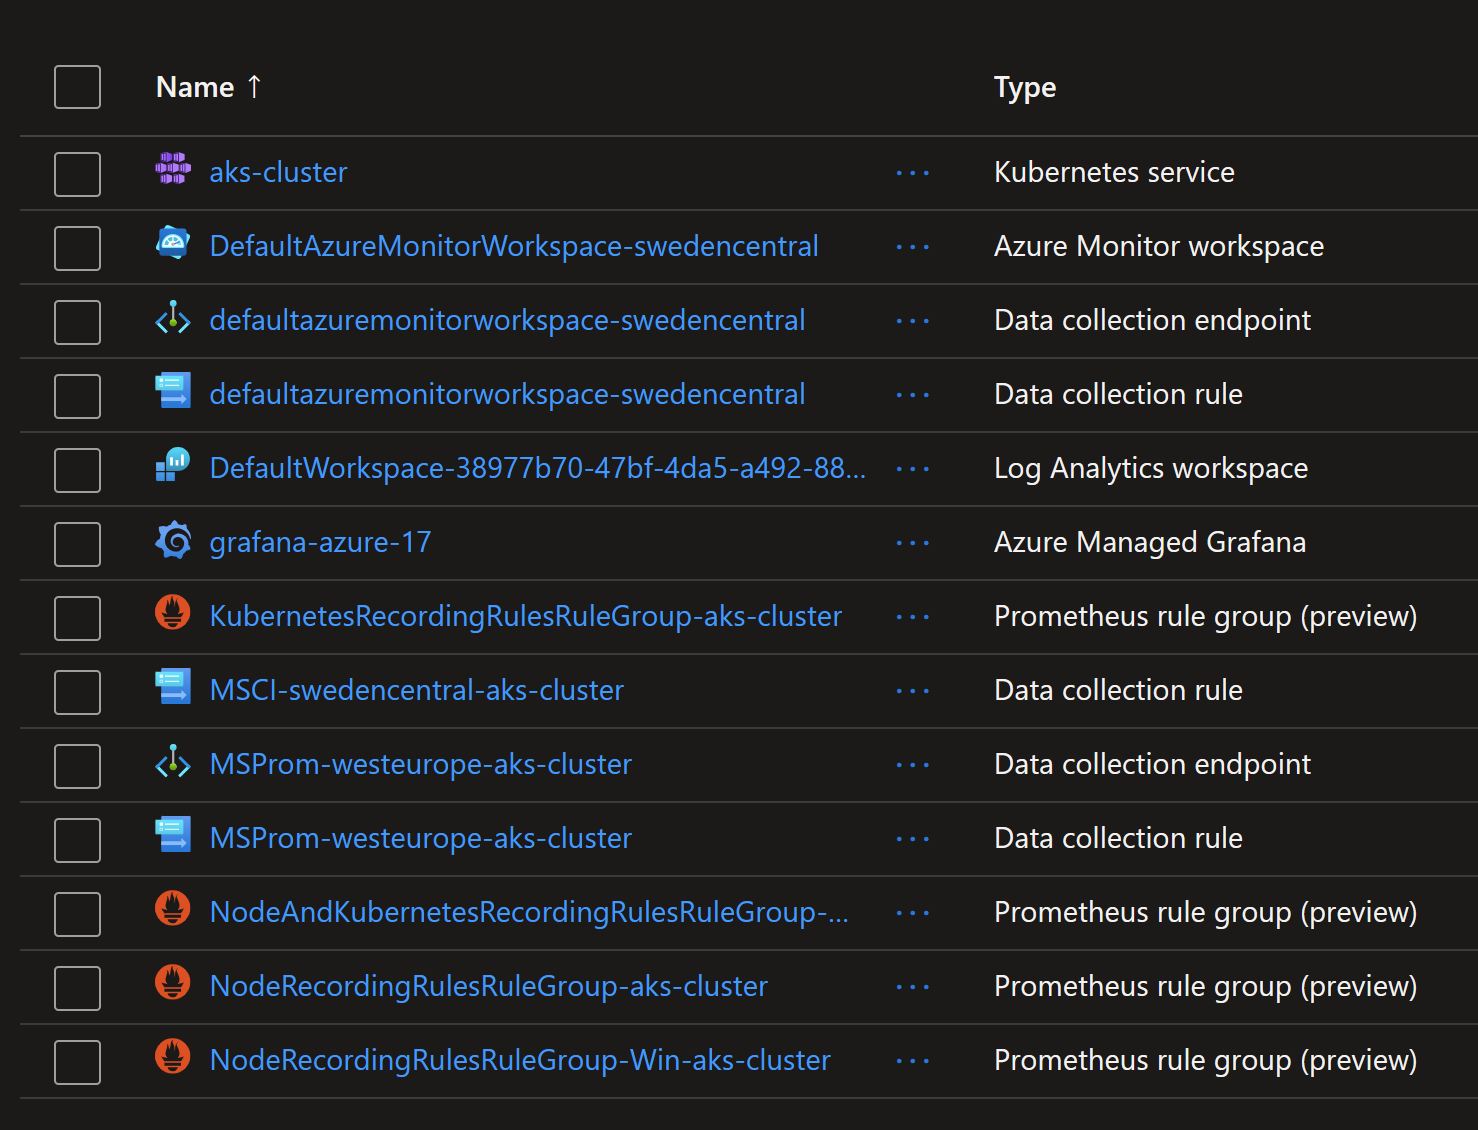 Name ↑ Type
aks-cluster ... Kubernetes service
DefaultAzureMonitorWorkspace-swedencentral ... Azure Monitor workspace
defaultazuremonitorworkspace-swedencentral ... Data collection endpoint
defaultazuremonitorworkspace-swedencentral ... Data collection rule
DefaultWorkspace-38977b70-47bf-4da5-a492-88... ... Log Analytics workspace
grafana-azure-17 ... Azure Managed Grafana
KubernetesRecordingRulesRuleGroup-aks-cluster ... Prometheus rule group (preview)
MSCI-swedencentral-aks-cluster ... Data collection rule
MSProm-westeurope-aks-cluster ... Data collection endpoint
MSProm-westeurope-aks-cluster ... Data collection rule
NodeAndKubernetesRecordingRulesRuleGroup-... ... Prometheus rule group (preview)
NodeRecordingRulesRuleGroup-aks-cluster ... Prometheus rule group (preview)
NodeRecordingRulesRuleGroup-Win-aks-cluster ... Prometheus rule group (preview)